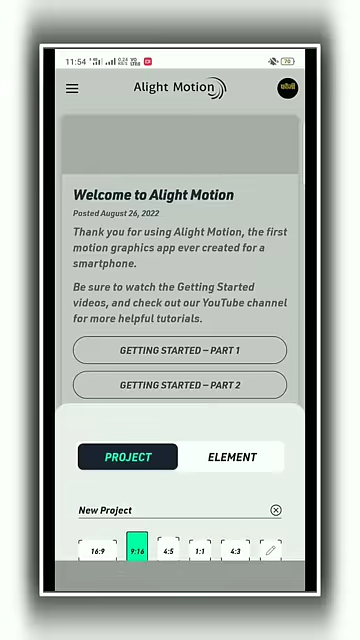 11:54
70
Alight Motion
Welcome to Alight Motion
Posted August 26, 2022
Thank you for using Alight Motion, the first
motion graphics app ever created for a
smartphone.
Be sure to watch the Getting Started
videos, and check out our YouTube channel
for more helpful tutorials.
GETTING STARTED – PART 1
GETTING STARTED – PART 2
PROJECT
ELEMENT
New Project
16:9 9:16 4:5 1:1 4:3